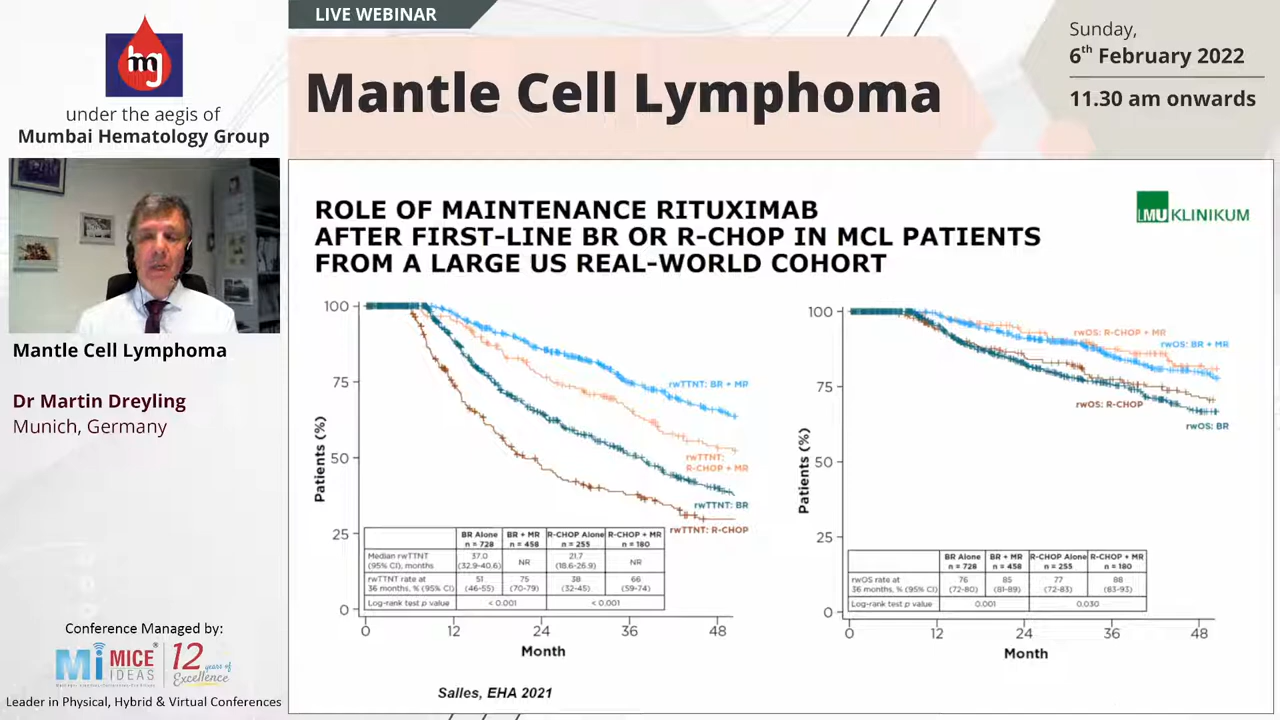 LIVE WEBINAR
Mantle Cell Lymphoma
Sunday,
6th February 2022
11.30 am onwards
mg
under the aegis of
Mumbai Hematology Group
Mantle Cell Lymphoma
Dr Martin Dreyling
Munich, Germany
Conference Managed by:
Mi MICE IDEAS
12 years of Excellence
Leader in Physical, Hybrid & Virtual Conferences
ROLE OF MAINTENANCE RITUXIMAB
AFTER FIRST-LINE BR OR R-CHOP IN MCL PATIENTS
FROM A LARGE US REAL-WORLD COHORT
LMU KLINIKUM
Patients (%)
100
75
50
25
0
rwTTNT: BR + MR
rwTTNT:
R-CHOP + MR
rwTTNT: BR
rwTTNT: R-CHOP
BR Alone n = 728 BR + MR n = 458 R-CHOP Alone n = 255 R-CHOP + MR n = 180
Median rwTTNT (95% CI), months 37.0 (32.9-40.6) NR 21.7 (18.6-26.9) NR
rwTTNT rate at 36 months, % (95% CI) 51 (46-55) 75 (70-79) 38 (32-45) 66 (59-74)
Log-rank test p value < 0.001 < 0.001
0 12 24 36 48
Month
Patients (%)
100
75
50
25
0
rwOS: R-CHOP + MR
rwOS: BR + MR
rwOS: R-CHOP
rwOS: BR
BR Alone n = 728 BR + MR n = 458 R-CHOP Alone n = 255 R-CHOP + MR n = 180
rwOS rate at 36 months, % (95% CI) 76 (72-80) 85 (81-89) 77 (72-83) 88 (83-93)
Log-rank test p value 0.001 0.030
0 12 24 36 48
Month
Salles, EHA 2021